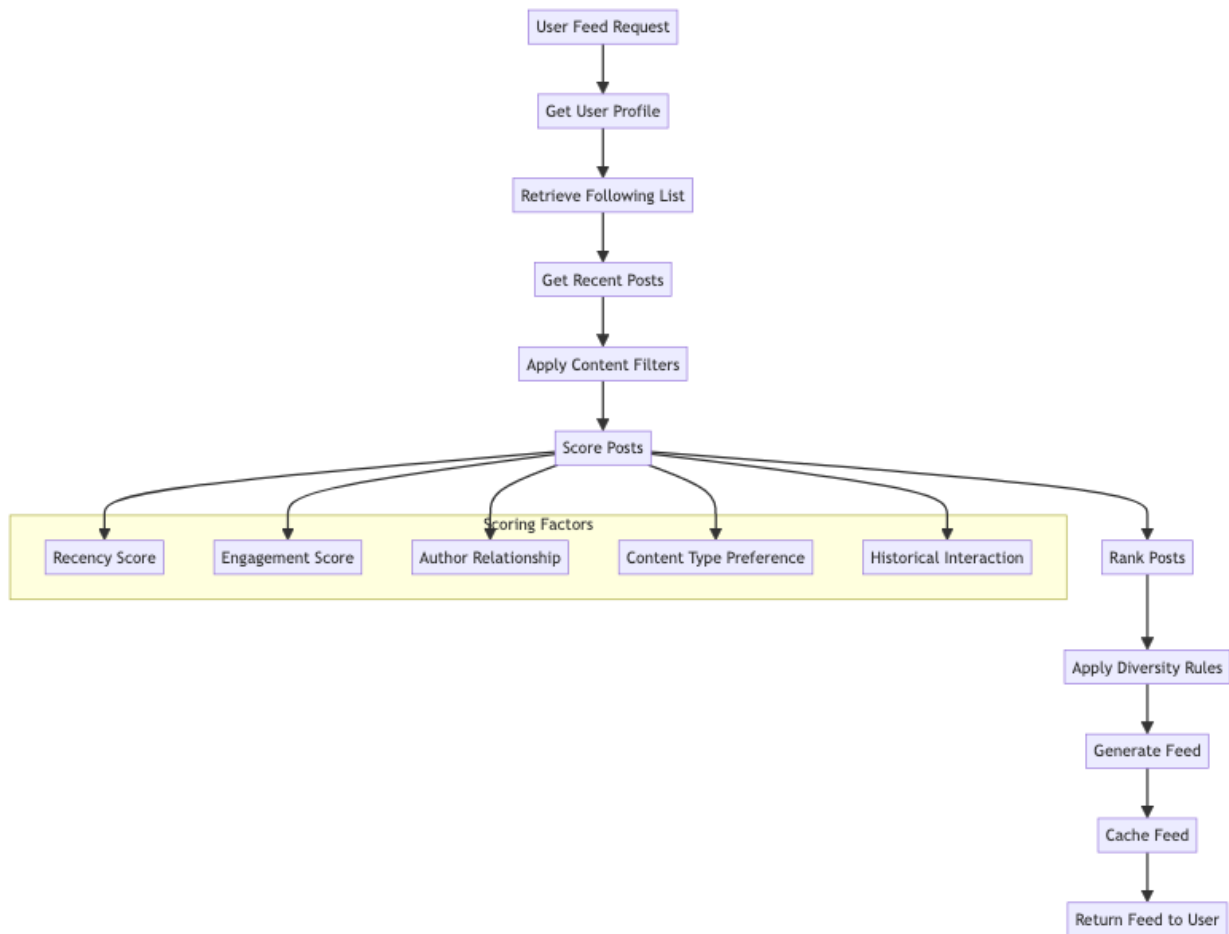 User Feed Request
Get User Profile
Retrieve Following List
Get Recent Posts
Apply Content Filters
Score Posts
Scoring Factors
Recency Score
Engagement Score
Author Relationship
Content Type Preference
Historical Interaction
Rank Posts
Apply Diversity Rules
Generate Feed
Cache Feed
Return Feed to User